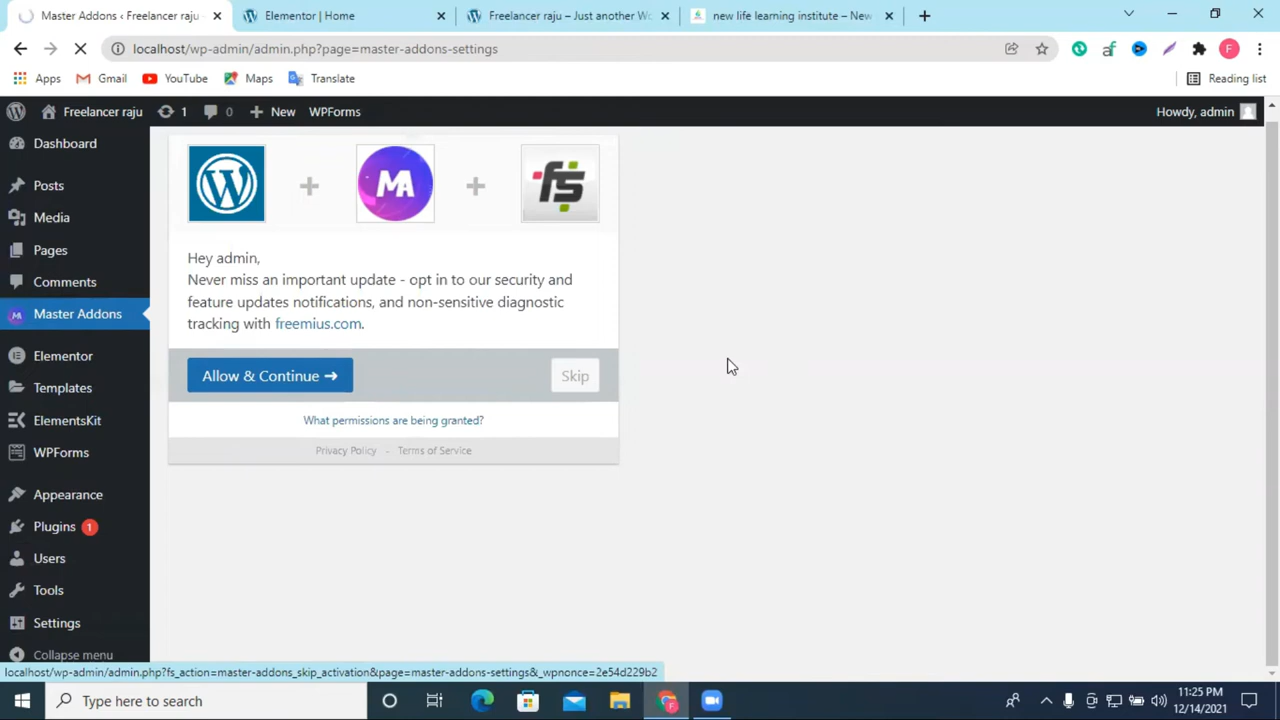 Master Addons ‹ Freelancer raju -
Elementor | Home
Freelancer raju – Just another Wo
new life learning institute – New
localhost/wp-admin/admin.php?page=master-addons-settings
F
Apps
Gmail
YouTube
Maps
Translate
Reading list
Freelancer raju
1
0
New
WPForms
Howdy, admin
Dashboard
Posts
Media
Pages
Comments
Master Addons
Elementor
Templates
ElementsKit
WPForms
Appearance
Plugins 1
Users
Tools
Settings
Collapse menu
W
MA
fs
Hey admin,
Never miss an important update - opt in to our security and
feature updates notifications, and non-sensitive diagnostic
tracking with freemius.com.
Allow & Continue ➜
Skip
What permissions are being granted?
Privacy Policy - Terms of Service
localhost/wp-admin/admin.php?fs_action=master-addons_skip_activation&page=master-addons-settings&_wpnonce=2e54d229b2
Type here to search
11:25 PM
12/14/2021